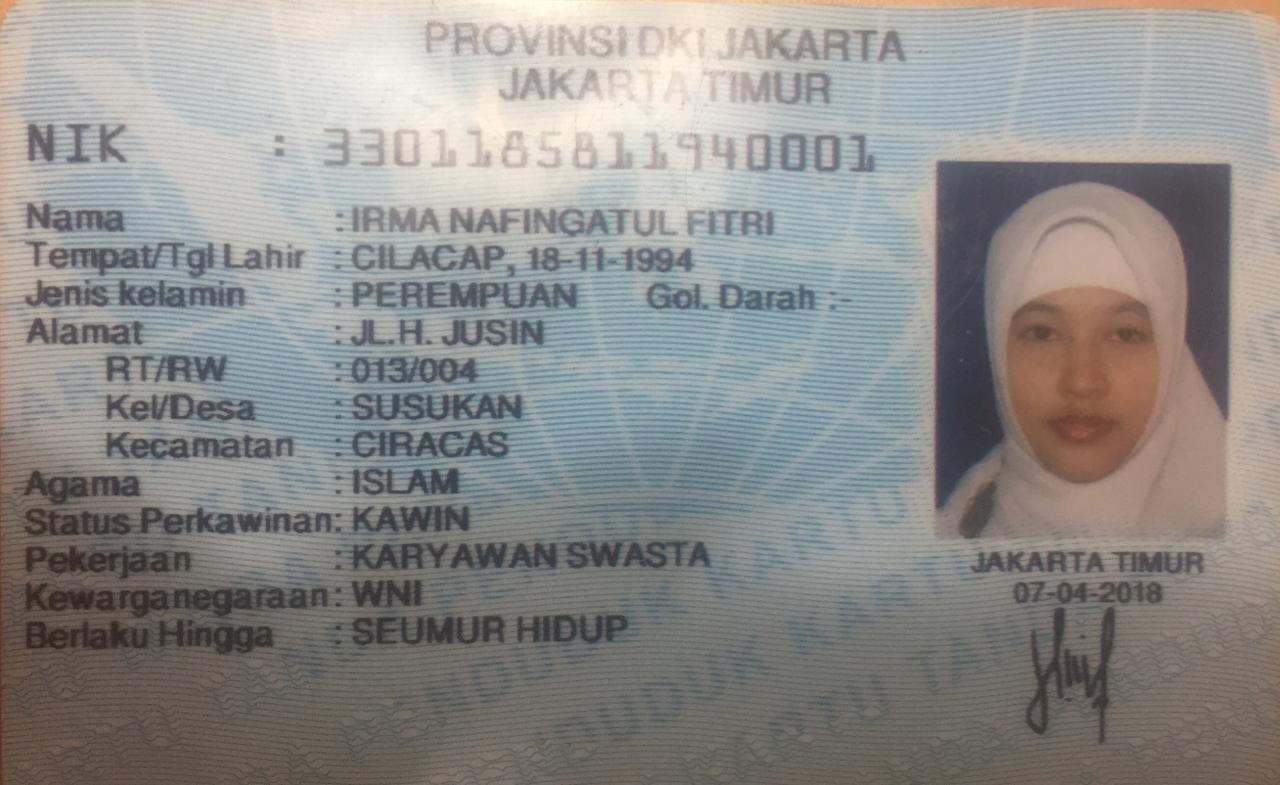 PROVINSI DKI JAKARTA
JAKARTA TIMUR
NIK : 3301185811940001
Nama : IRMA NAFINGATUL FITRI
Tempat/Tgl Lahir : CILACAP, 18-11-1994
Jenis kelamin : PEREMPUAN Gol. Darah :-
Alamat : JL.H. JUSIN
RT/RW : 013/004
Kel/Desa : SUSUKAN
Kecamatan : CIRACAS
Agama : ISLAM
Status Perkawinan: KAWIN
Pekerjaan : KARYAWAN SWASTA
Kewarganegaraan: WNI
Berlaku Hingga : SEUMUR HIDUP
JAKARTA TIMUR
07-04-2018